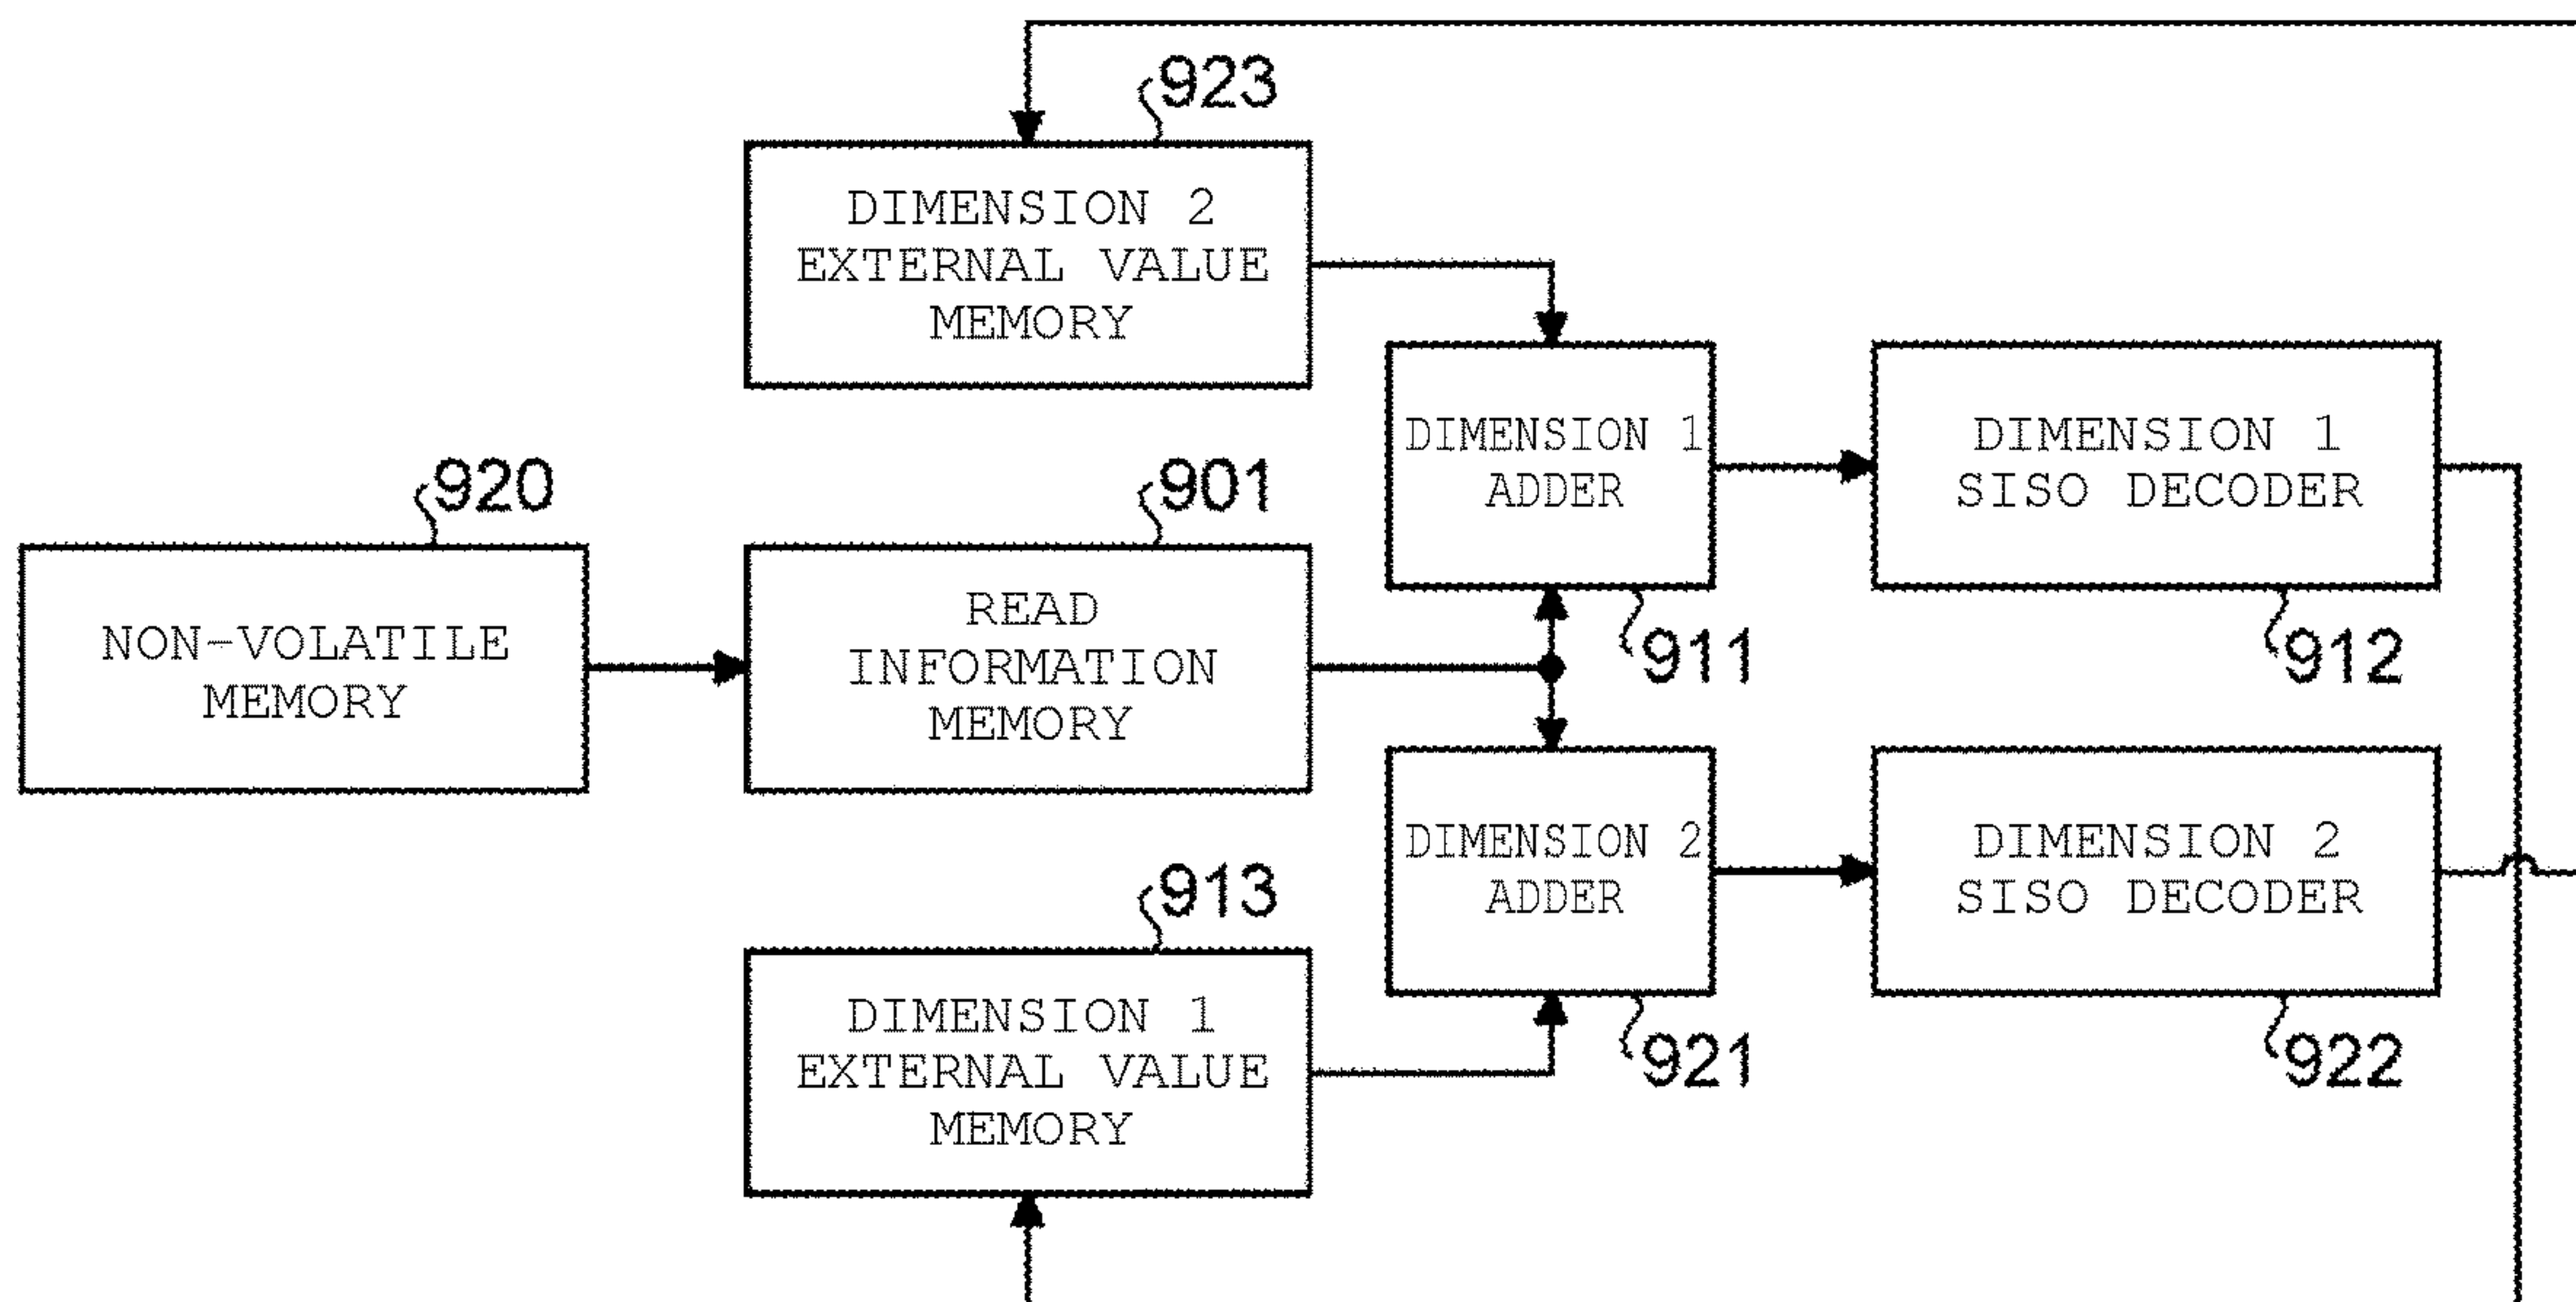 923
DIMENSION 2
EXTERNAL VALUE
MEMORY
920
NON-VOLATILE
MEMORY
901
READ
INFORMATION
MEMORY
DIMENSION 1
ADDER
911
DIMENSION 1
SISO DECODER
912
913
DIMENSION 1
EXTERNAL VALUE
MEMORY
DIMENSION 2
ADDER
921
DIMENSION 2
SISO DECODER
922